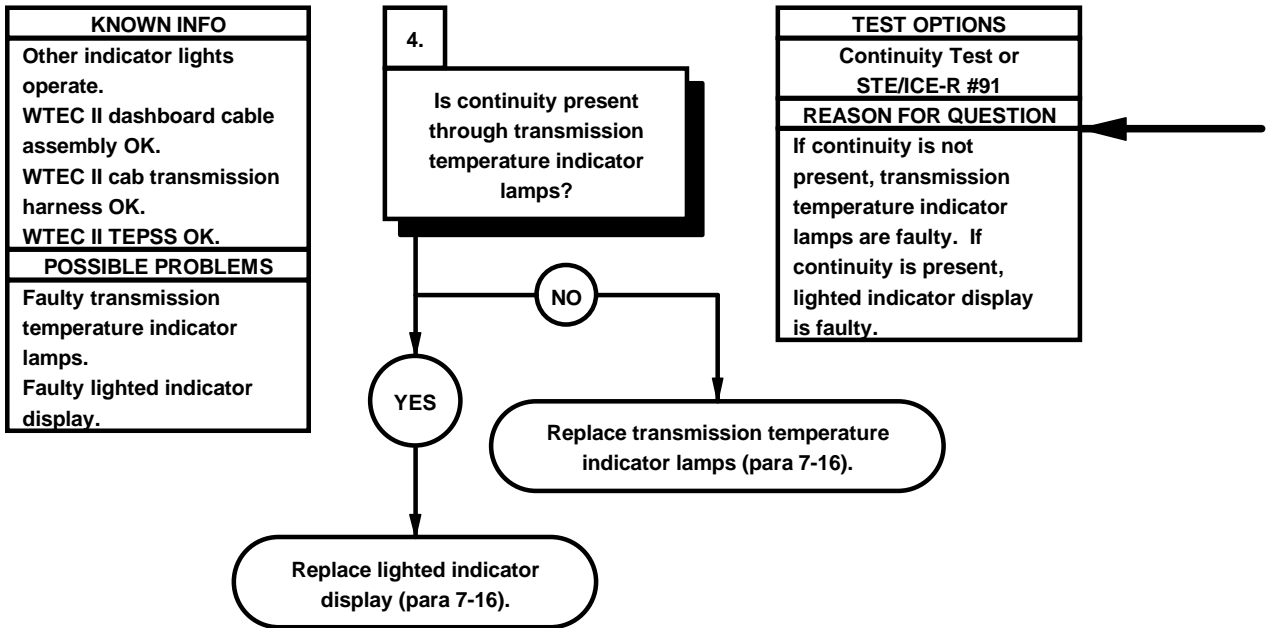 KNOWN INFO
Other indicator lights
operate.
WTEC II dashboard cable
assembly OK.
WTEC II cab transmission
harness OK.
WTEC II TEPSS OK.
POSSIBLE PROBLEMS
Faulty transmission
temperature indicator
lamps.
Faulty lighted indicator
display.
4.
Is continuity present
through transmission
temperature indicator
lamps?
NO
YES
Replace transmission temperature
indicator lamps (para 7-16).
Replace lighted indicator
display (para 7-16).
TEST OPTIONS
Continuity Test or
STE/ICE-R #91
REASON FOR QUESTION
If continuity is not
present, transmission
temperature indicator
lamps are faulty.  If
continuity is present,
lighted indicator display
is faulty.